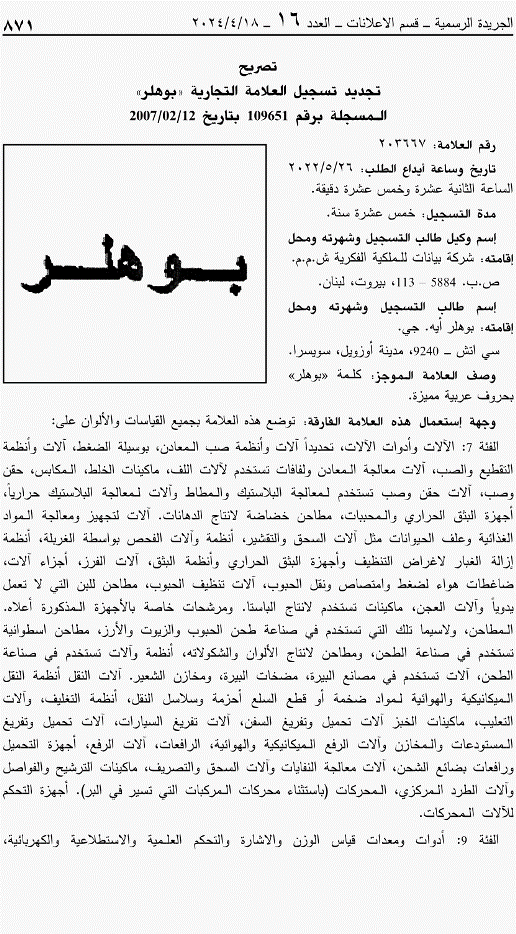 الجريدة الرسمية ــ قسم الاعلانات ــ العدد ١٦ ــ ٢٠٢٤/٤/١٨ ٨٧١
تصريح
تجديد تسجيل العلامة التجارية «بوهلر»
المسجلة برقم 109651 بتاريخ 2007/02/12
رقم العلامة: ٢٠٣٦٦٧
تاريخ وساعة أيداع الطلب: ٢٠٢٢/٥/٢٦
الساعة الثانية عشرة وخمس عشرة دقيقة.
مدة التسجيل: خمس عشرة سنة.
إسم وكيل طالب التسجيل وشهرته ومحل
إقامته: شركة بيانات للملكية الفكرية ش.م.م.
ص.ب. 5884 – 113، بيروت، لبنان.
إسم طالب التسجيل وشهرته ومحل
إقامته: بوهلر أيه. جي.
سي اتش ــ 9240، مدينة أوزويل، سويسرا.
وصف العلامة الموجز: كلمة «بوهلر»
بحروف عربية مميزة.
بوهلر
وجهة إستعمال هذه العلامة الفارقة: توضع هذه العلامة بجميع القياسات والألوان على:
الفئة 7: الآلات وأدوات الآلات، تحديداً آلات وأنظمة صب المعادن، بوسيلة الضغط، آلات وأنظمة
التقطيع والصب، آلات معالجة المعادن ولفافات تستخدم لآلات اللف، ماكينات الخلط، المكابس، حقن
وصب، آلات حقن وصب تستخدم لمعالجة البلاستيك والمطاط وآلات لمعالجة البلاستيك حرارياً،
أجهزة البثق الحراري والمحببات، مطاحن خضاضة لانتاج الدهانات. آلات لتجهيز ومعالجة المواد
الغذائية وعلف الحيوانات مثل آلات السحق والتقشير، أنظمة وآلات الفحص بواسطة الغربلة، أنظمة
إزالة الغبار لاغراض التنظيف وأجهزة البثق الحراري وأنظمة البثق، آلات الفرز، أجزاء آلات،
ضاغطات هواء لضغط وامتصاص ونقل الحبوب، آلات تنظيف الحبوب، مطاحن للبن التي لا تعمل
يدوياً وآلات العجن، ماكينات تستخدم لانتاج الباستا. ومرشحات خاصة بالأجهزة المذكورة أعلاه.
المطاحن، ولاسيما تلك التي تستخدم في صناعة طحن الحبوب والزيوت والأرز، مطاحن اسطوانية
تستخدم في صناعة الطحن، ومطاحن لانتاج الألوان والشكولاته، أنظمة وآلات تستخدم في صناعة
الطحن، آلات تستخدم في مصانع البيرة، مضخات البيرة، ومخازن الشعير. آلات النقل أنظمة النقل
الميكانيكية والهوائية لمواد ضخمة أو قطع السلع أحزمة وسلاسل النقل، أنظمة التغليف، وآلات
التعليب، ماكينات الخبز آلات تحميل وتفريغ السفن، آلات تفريغ السيارات، آلات تحميل وتفريغ
المستودعات والمخازن وآلات الرفع الميكانيكية والهوائية، الرافعات، آلات الرفع، أجهزة التحميل
ورافعات بضائع الشحن، آلات معالجة النفايات وآلات السحق والتصريف، ماكينات الترشيح والفواصل
وآلات الطرد المركزي، المحركات (باستثناء محركات المركبات التي تسير في البر). أجهزة التحكم
للآلات المحركات.
الفئة 9: أدوات ومعدات قياس الوزن والاشارة والتحكم العلمية والاستطلاعية والكهربائية،